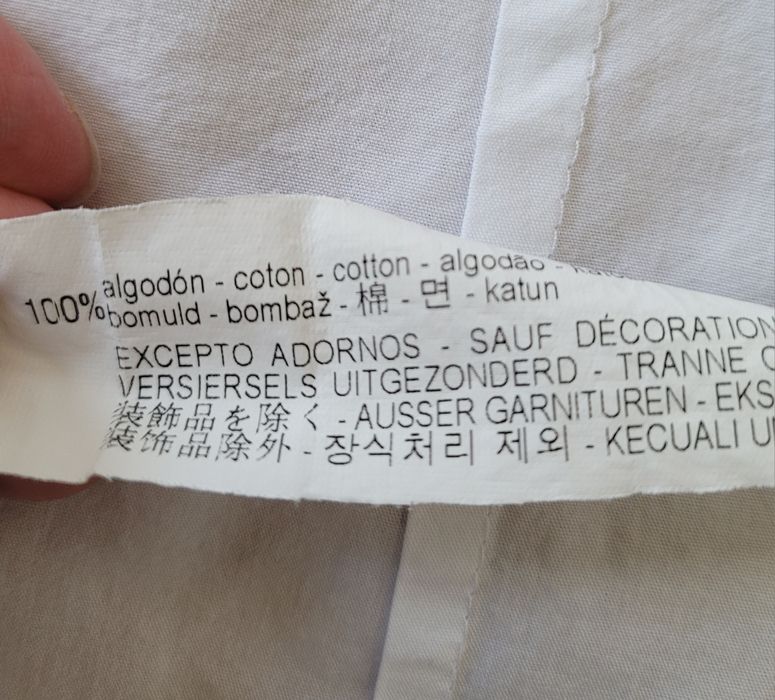 100% algodón - coton - cotton - algodão -
bomuld - bombaž - 棉 - 면 - katun
EXCEPTO ADORNOS - SAUF DÉCORATION
VERSIERSELS UITGEZONDERD - TRANNE
装飾品を除く - AUSSER GARNITUREN - EKS
装饰品除外 - 장식처리 제외 - KECUALI